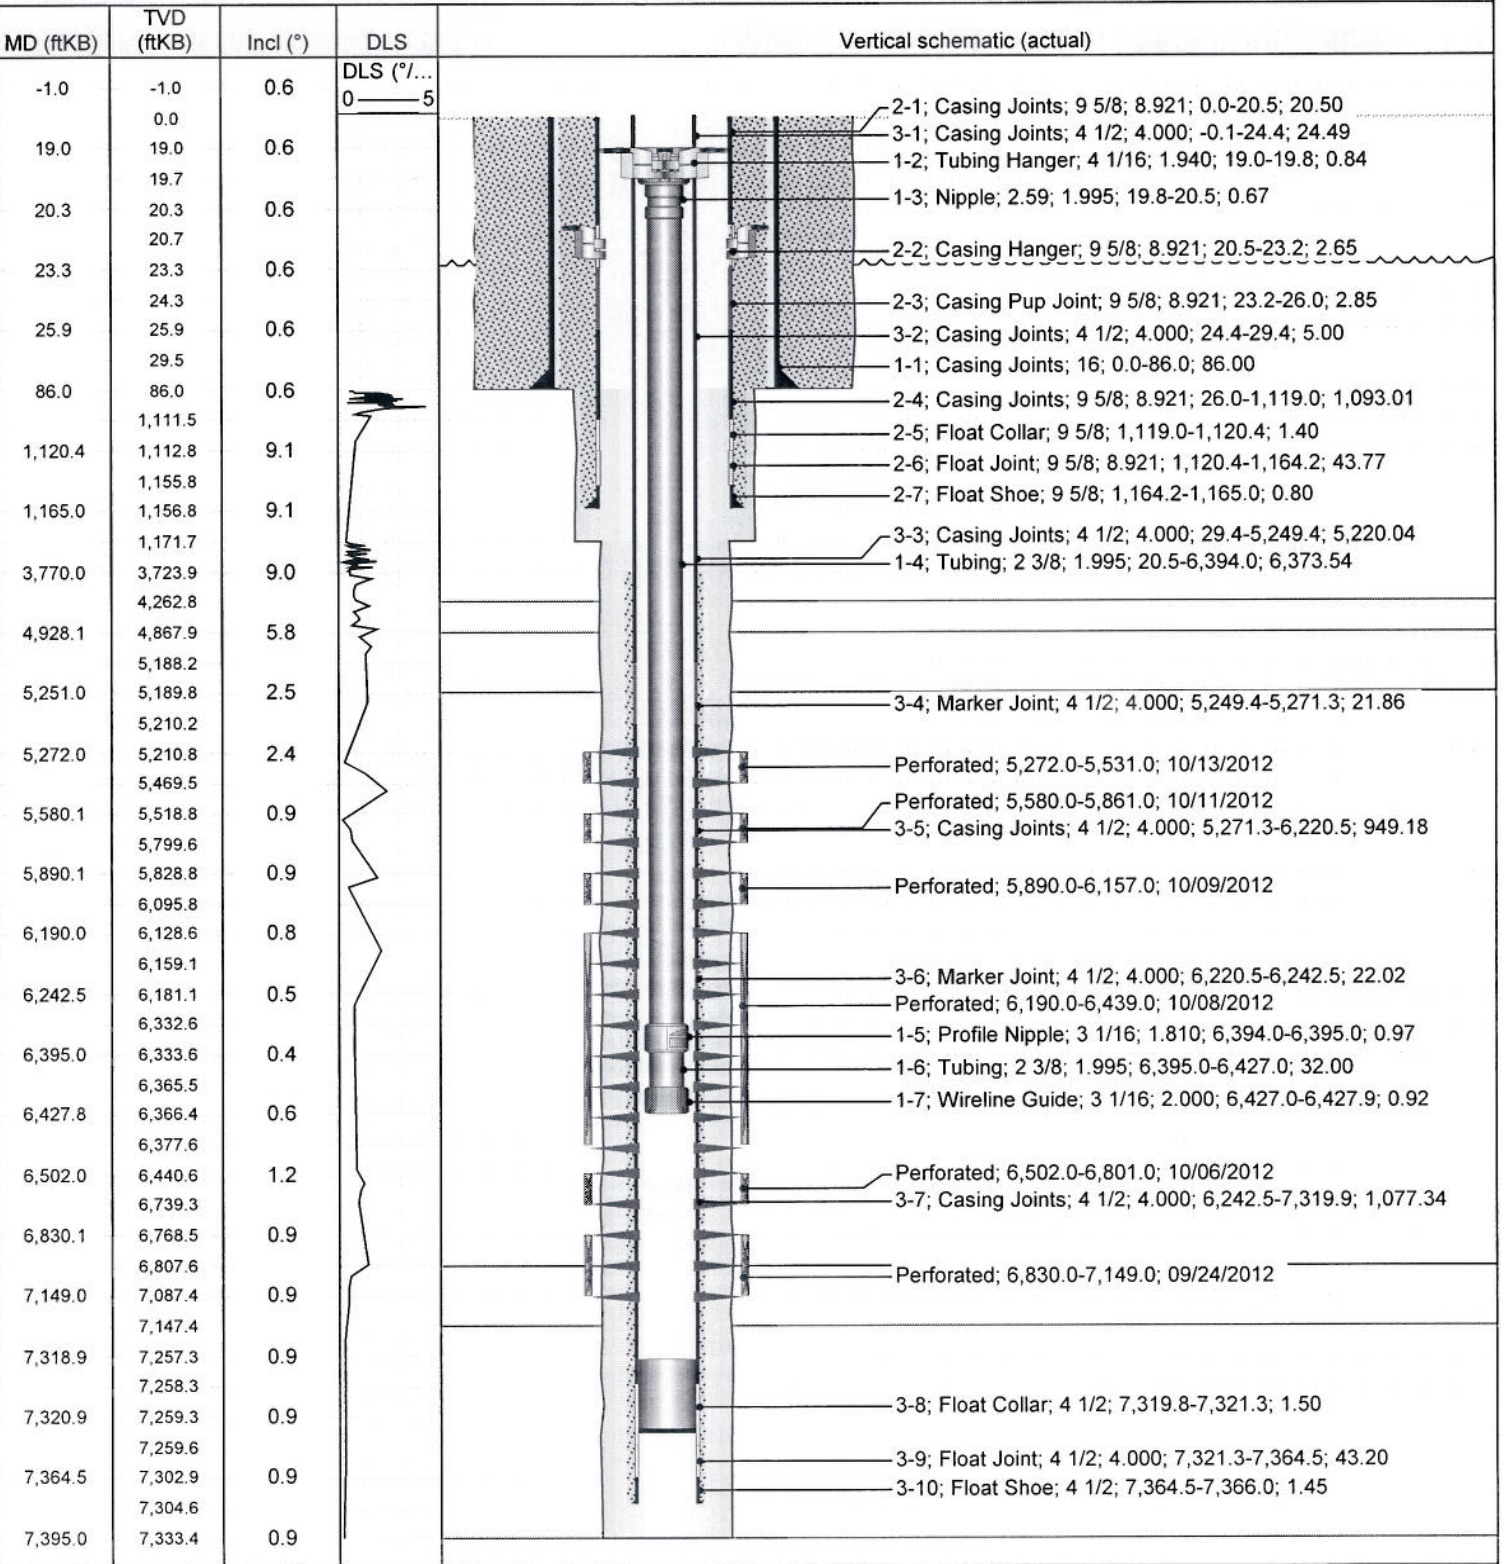 MD (ftKB) TVD (ftKB) Incl (°) DLS Vertical schematic (actual)
DLS (°/...
0 5
-1.0 -1.0 0.6
0.0
19.0 19.0 0.6
19.7
20.3 20.3 0.6
20.7
23.3 23.3 0.6
24.3
25.9 25.9 0.6
29.5
86.0 86.0 0.6
1,111.5
1,120.4 1,112.8 9.1
1,155.8
1,165.0 1,156.8 9.1
1,171.7
3,770.0 3,723.9 9.0
4,262.8
4,928.1 4,867.9 5.8
5,188.2
5,251.0 5,189.8 2.5
5,210.2
5,272.0 5,210.8 2.4
5,469.5
5,580.1 5,518.8 0.9
5,799.6
5,890.1 5,828.8 0.9
6,095.8
6,190.0 6,128.6 0.8
6,159.1
6,242.5 6,181.1 0.5
6,332.6
6,395.0 6,333.6 0.4
6,365.5
6,427.8 6,366.4 0.6
6,377.6
6,502.0 6,440.6 1.2
6,739.3
6,830.1 6,768.5 0.9
6,807.6
7,149.0 7,087.4 0.9
7,147.4
7,318.9 7,257.3 0.9
7,258.3
7,320.9 7,259.3 0.9
7,259.6
7,364.5 7,302.9 0.9
7,304.6
7,395.0 7,333.4 0.9
2-1; Casing Joints; 9 5/8; 8.921; 0.0-20.5; 20.50
3-1; Casing Joints; 4 1/2; 4.000; -0.1-24.4; 24.49
1-2; Tubing Hanger; 4 1/16; 1.940; 19.0-19.8; 0.84
1-3; Nipple; 2.59; 1.995; 19.8-20.5; 0.67
2-2; Casing Hanger; 9 5/8; 8.921; 20.5-23.2; 2.65
2-3; Casing Pup Joint; 9 5/8; 8.921; 23.2-26.0; 2.85
3-2; Casing Joints; 4 1/2; 4.000; 24.4-29.4; 5.00
1-1; Casing Joints; 16; 0.0-86.0; 86.00
2-4; Casing Joints; 9 5/8; 8.921; 26.0-1,119.0; 1,093.01
2-5; Float Collar; 9 5/8; 1,119.0-1,120.4; 1.40
2-6; Float Joint; 9 5/8; 8.921; 1,120.4-1,164.2; 43.77
2-7; Float Shoe; 9 5/8; 1,164.2-1,165.0; 0.80
3-3; Casing Joints; 4 1/2; 4.000; 29.4-5,249.4; 5,220.04
1-4; Tubing; 2 3/8; 1.995; 20.5-6,394.0; 6,373.54
3-4; Marker Joint; 4 1/2; 4.000; 5,249.4-5,271.3; 21.86
Perforated; 5,272.0-5,531.0; 10/13/2012
Perforated; 5,580.0-5,861.0; 10/11/2012
3-5; Casing Joints; 4 1/2; 4.000; 5,271.3-6,220.5; 949.18
Perforated; 5,890.0-6,157.0; 10/09/2012
3-6; Marker Joint; 4 1/2; 4.000; 6,220.5-6,242.5; 22.02
Perforated; 6,190.0-6,439.0; 10/08/2012
1-5; Profile Nipple; 3 1/16; 1.810; 6,394.0-6,395.0; 0.97
1-6; Tubing; 2 3/8; 1.995; 6,395.0-6,427.0; 32.00
1-7; Wireline Guide; 3 1/16; 2.000; 6,427.0-6,427.9; 0.92
Perforated; 6,502.0-6,801.0; 10/06/2012
3-7; Casing Joints; 4 1/2; 4.000; 6,242.5-7,319.9; 1,077.34
Perforated; 6,830.0-7,149.0; 09/24/2012
3-8; Float Collar; 4 1/2; 7,319.8-7,321.3; 1.50
3-9; Float Joint; 4 1/2; 4.000; 7,321.3-7,364.5; 43.20
3-10; Float Shoe; 4 1/2; 7,364.5-7,366.0; 1.45